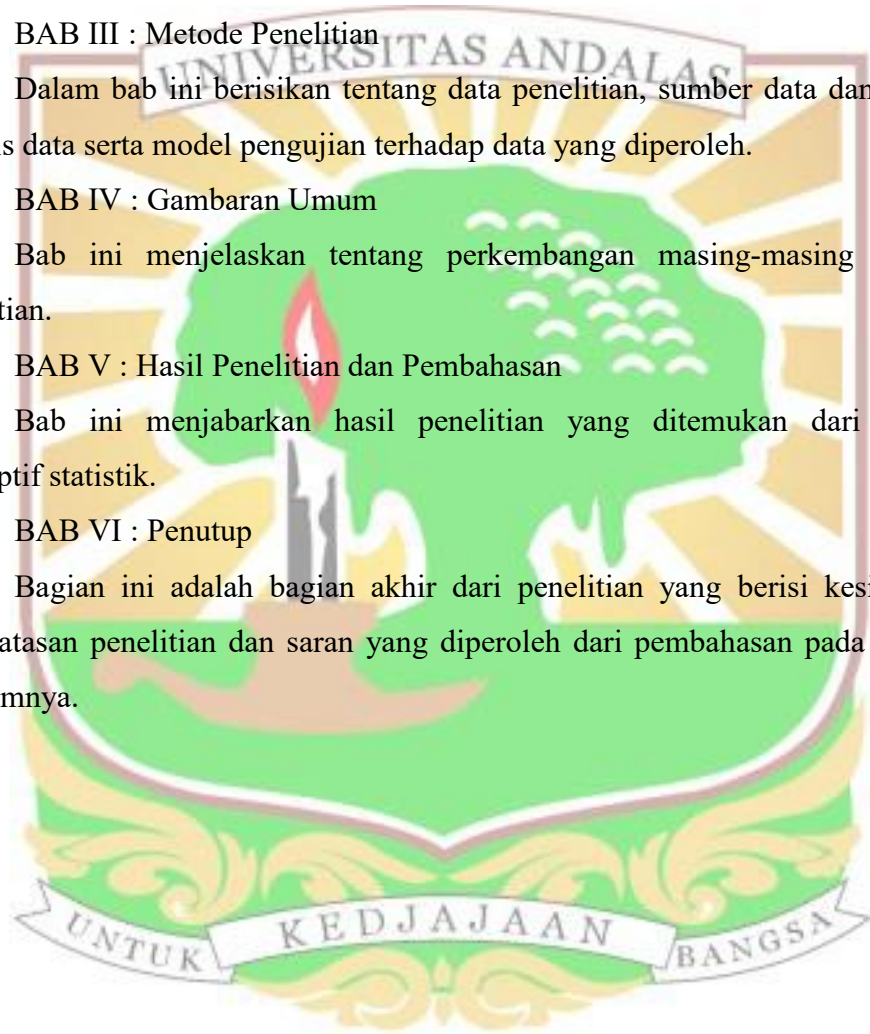 BAB III : Metode Penelitian
UNIVERSITAS ANDALAS
Dalam bab ini berisikan tentang data penelitian, sumber data dan
s data serta model pengujian terhadap data yang diperoleh.
BAB IV : Gambaran Umum
Bab ini menjelaskan tentang perkembangan masing-masing
tian.
BAB V : Hasil Penelitian dan Pembahasan
Bab ini menjabarkan hasil penelitian yang ditemukan dari
ptif statistik.
BAB VI : Penutup
Bagian ini adalah bagian akhir dari penelitian yang berisi kesi
atasan penelitian dan saran yang diperoleh dari pembahasan pada
mnya.
UNTUK KEDJAJAAN BANGSA